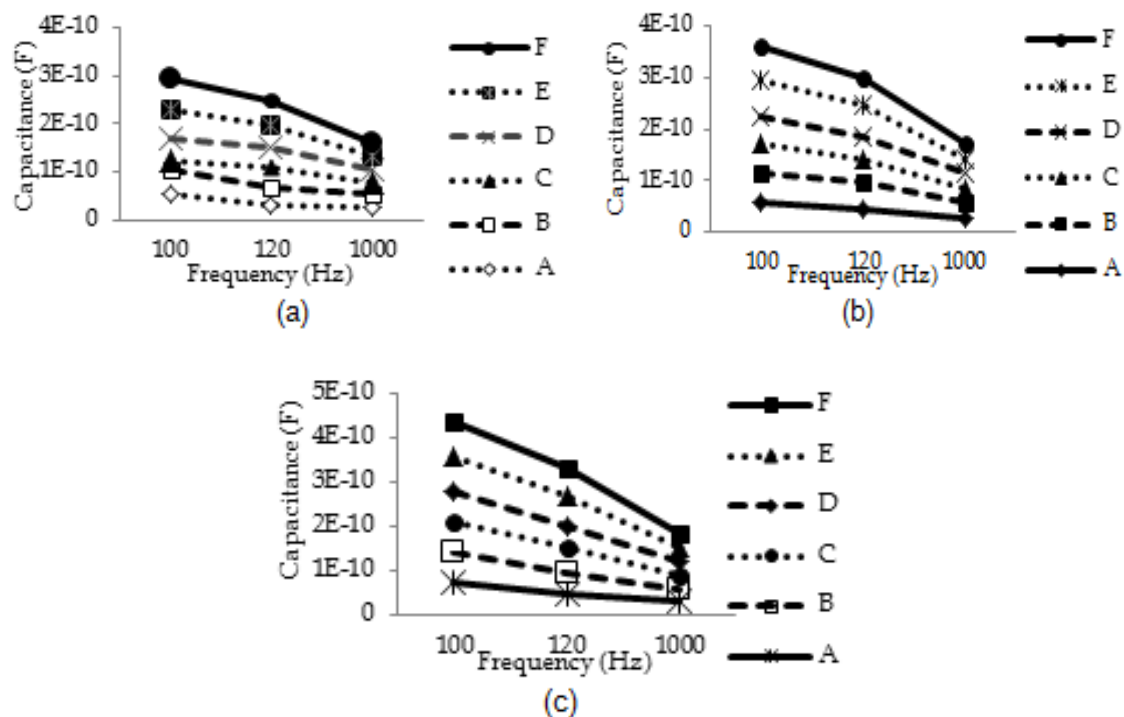 Capacitance (F)
4E-10
3E-10
2E-10
1E-10
0
100 120 1000
Frequency (Hz)
F
E
D
C
B
A
(a)
Capacitance (F)
4E-10
3E-10
2E-10
1E-10
0
100 120 1000
Frequency (Hz)
F
E
D
C
B
A
(b)
Capacitance (F)
5E-10
4E-10
3E-10
2E-10
1E-10
0
100 120 1000
Frequency (Hz)
F
E
D
C
B
A
(c)